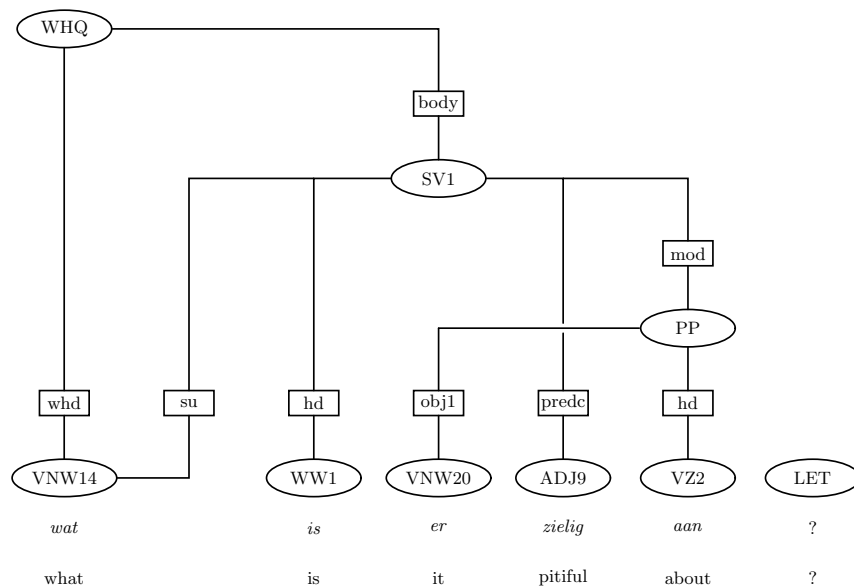 WHQ
body
SV1
mod
PP
whd su hd obj1 predc hd
VNW14 WW1 VNW20 ADJ9 VZ2 LET
wat is er zielig aan ?
what is it pitiful about ?